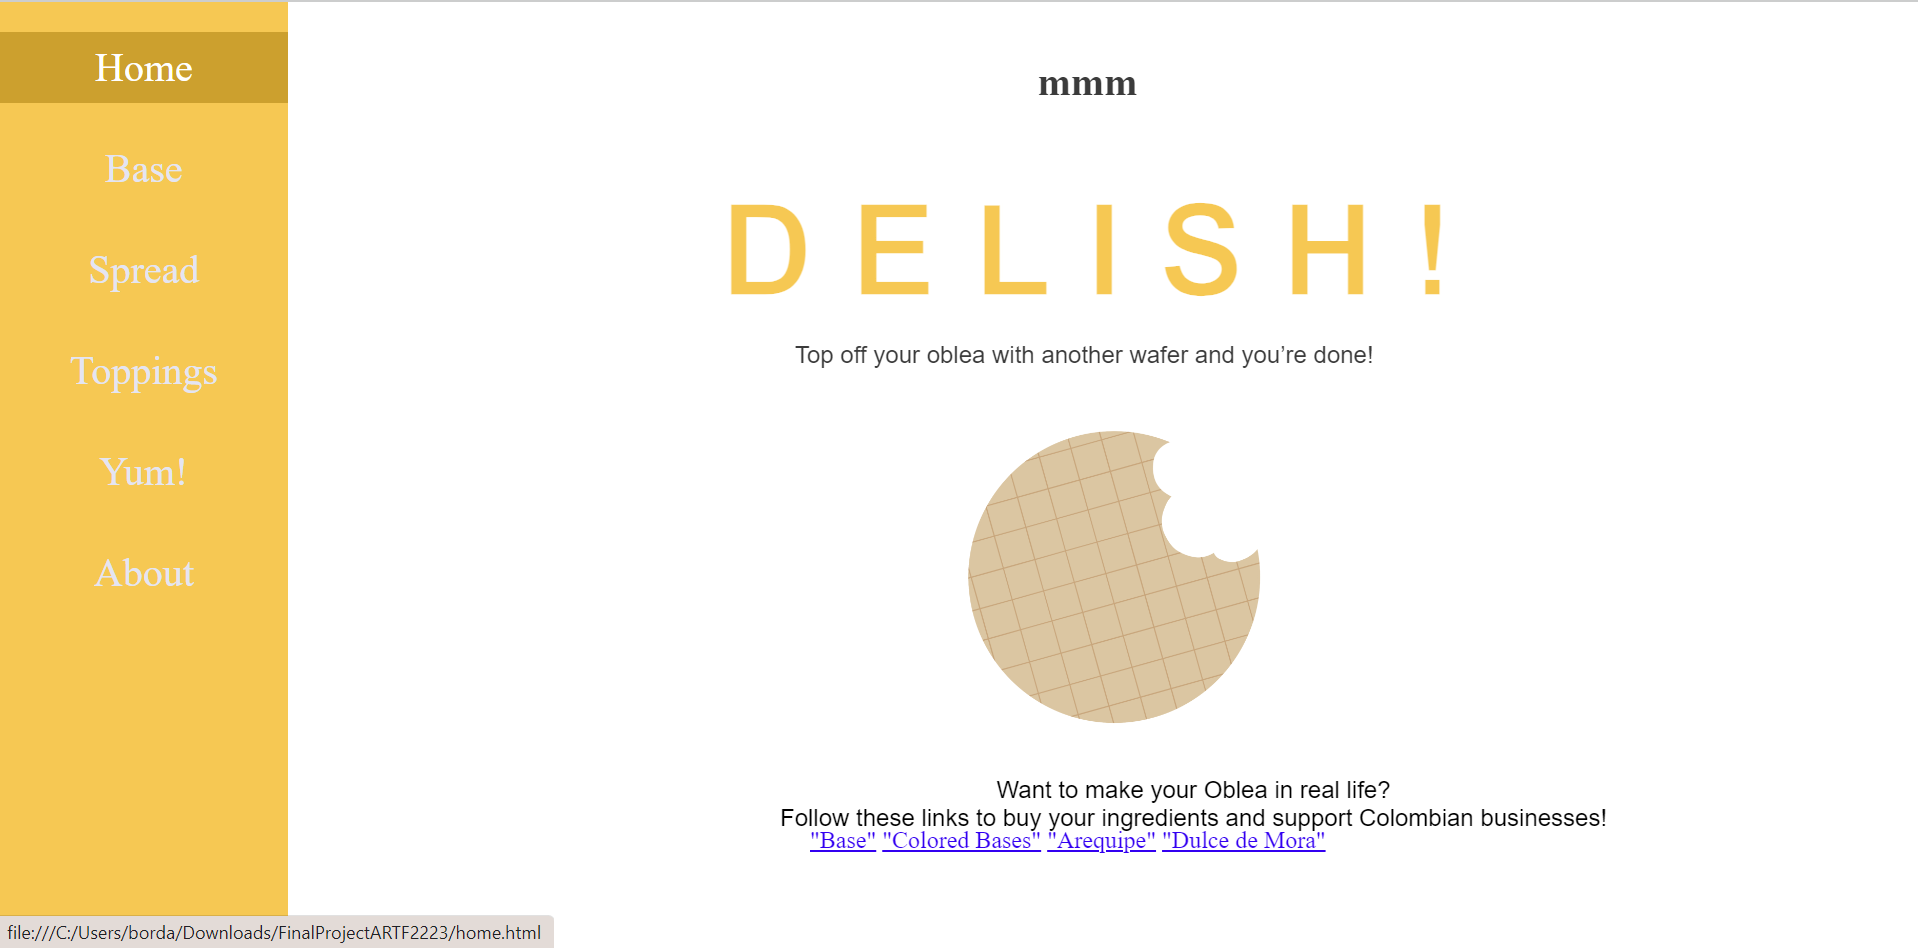 Home
Base
Spread
Toppings
Yum!
About
mmm
DELISH!
Top off your oblea with another wafer and you’re done!
Want to make your Oblea in real life?
Follow these links to buy your ingredients and support Colombian businesses!
"Base" "Colored Bases" "Arequipe" "Dulce de Mora"
file:///C:/Users/borda/Downloads/FinalProjectARTF2223/home.html